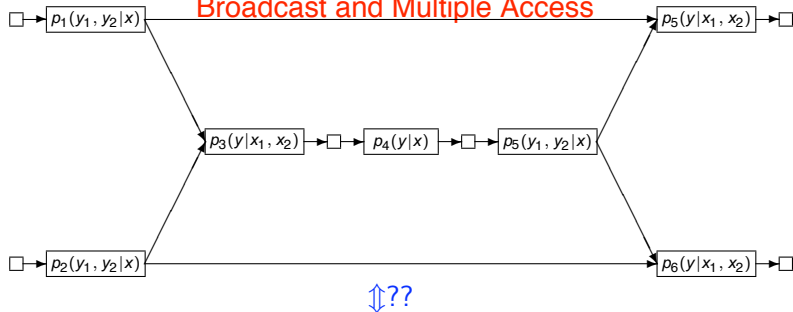 Broadcast and Multiple Access
p₁(y₁, y₂|x)
p₅(y|x₁, x₂)
p₃(y|x₁, x₂)
p₄(y|x)
p₅(y₁, y₂|x)
p₂(y₁, y₂|x)
p₆(y|x₁, x₂)
⇕??